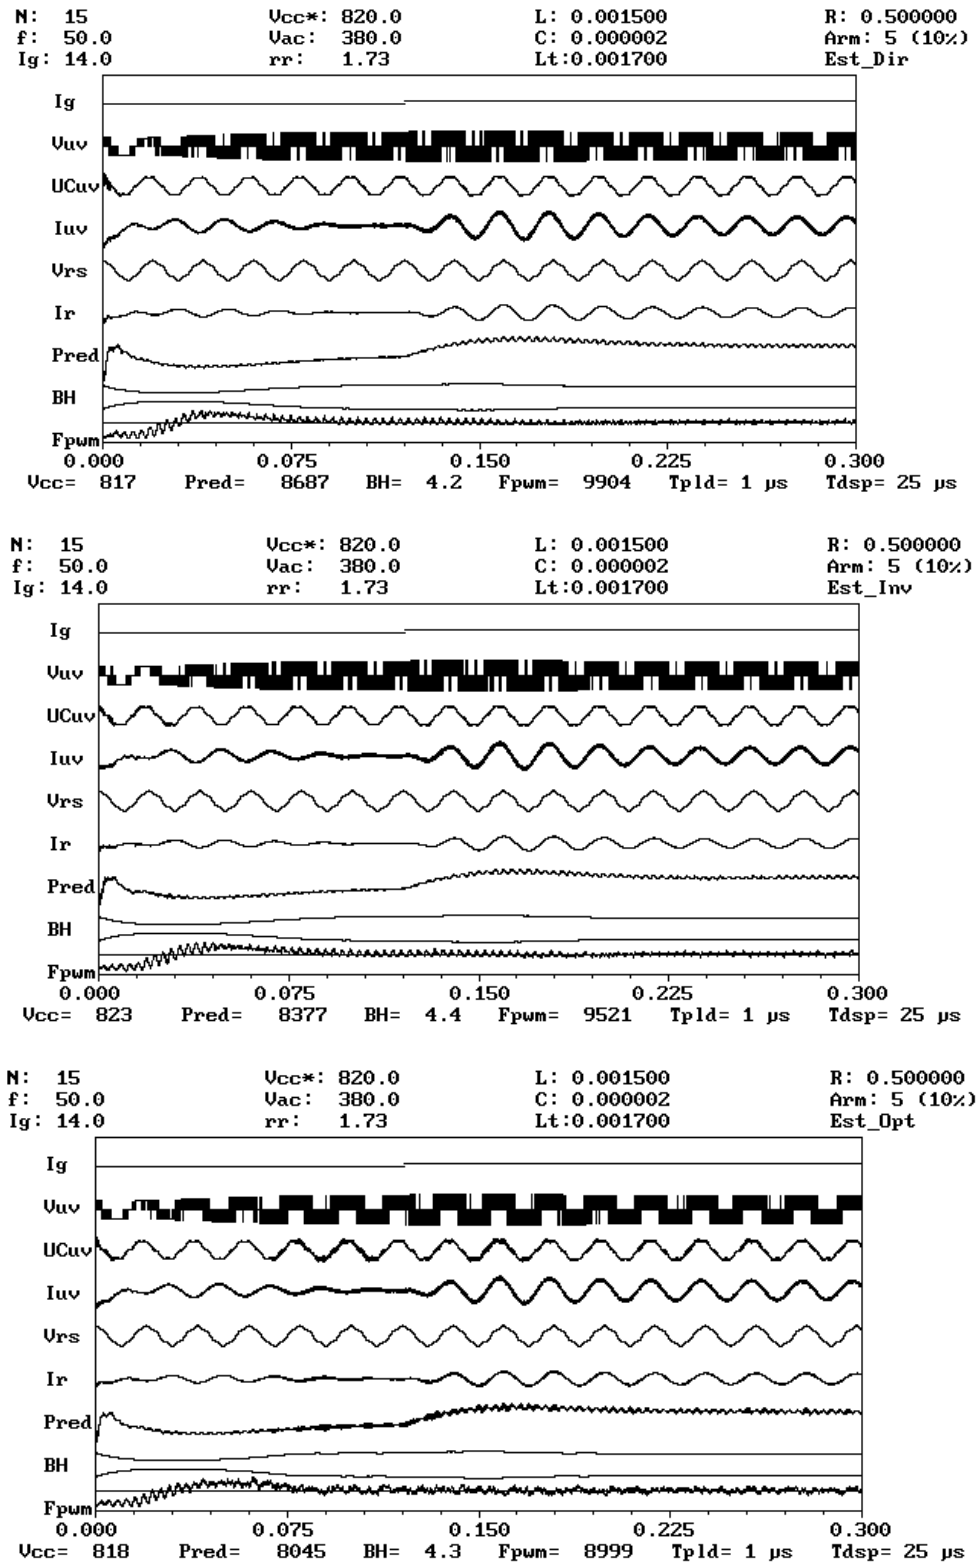 N: 15 Vcc*: 820.0 L: 0.001500 R: 0.500000
f: 50.0 Vac: 380.0 C: 0.000002 Arm: 5 (10%)
Ig: 14.0 rr: 1.73 Lt:0.001700 Est_Dir
Ig
Vuv
UCuv
Iuv
Vrs
Ir
Pred
BH
Fpwm
0.000 0.075 0.150 0.225 0.300
Vcc= 817 Pred= 8687 BH= 4.2 Fpwm= 9904 Tpld= 1 µs Tdsp= 25 µs
N: 15 Vcc*: 820.0 L: 0.001500 R: 0.500000
f: 50.0 Vac: 380.0 C: 0.000002 Arm: 5 (10%)
Ig: 14.0 rr: 1.73 Lt:0.001700 Est_Inv
Ig
Vuv
UCuv
Iuv
Vrs
Ir
Pred
BH
Fpwm
0.000 0.075 0.150 0.225 0.300
Vcc= 823 Pred= 8377 BH= 4.4 Fpwm= 9521 Tpld= 1 µs Tdsp= 25 µs
N: 15 Vcc*: 820.0 L: 0.001500 R: 0.500000
f: 50.0 Vac: 380.0 C: 0.000002 Arm: 5 (10%)
Ig: 14.0 rr: 1.73 Lt:0.001700 Est_Opt
Ig
Vuv
UCuv
Iuv
Vrs
Ir
Pred
BH
Fpwm
0.000 0.075 0.150 0.225 0.300
Vcc= 818 Pred= 8045 BH= 4.3 Fpwm= 8999 Tpld= 1 µs Tdsp= 25 µs